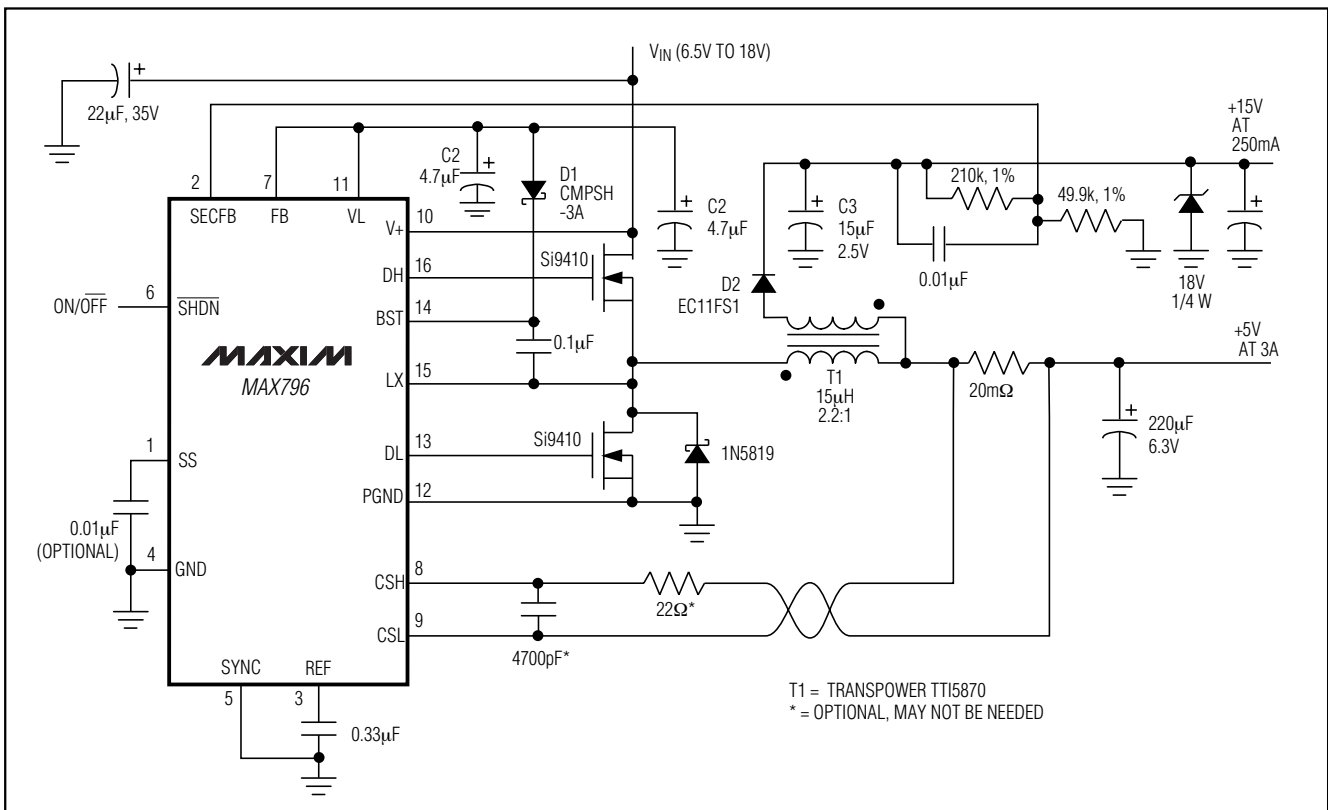 VIN (6.5V TO 18V)
22μF, 35V
+15V
AT
250mA
C2
4.7μF
D1
CMPSH
-3A
C2
4.7μF
C3
15μF
2.5V
210k, 1%
49.9k, 1%
0.01μF
18V
1/4 W
2
SECFB
7
FB
11
VL
V+
10
Si9410
DH
16
D2
EC11FS1
ON/OFF
6
SHDN
BST
14
0.1μF
MAXIM
MAX796
LX
15
T1
15μH
2.2:1
20mΩ
+5V
AT 3A
220μF
6.3V
1
SS
Si9410
DL
13
1N5819
PGND
12
0.01μF
(OPTIONAL)
4
GND
CSH
8
22Ω*
CSL
9
4700pF*
SYNC
5
REF
3
0.33μF
T1 = TRANSPOWER TTI5870
* = OPTIONAL, MAY NOT BE NEEDED